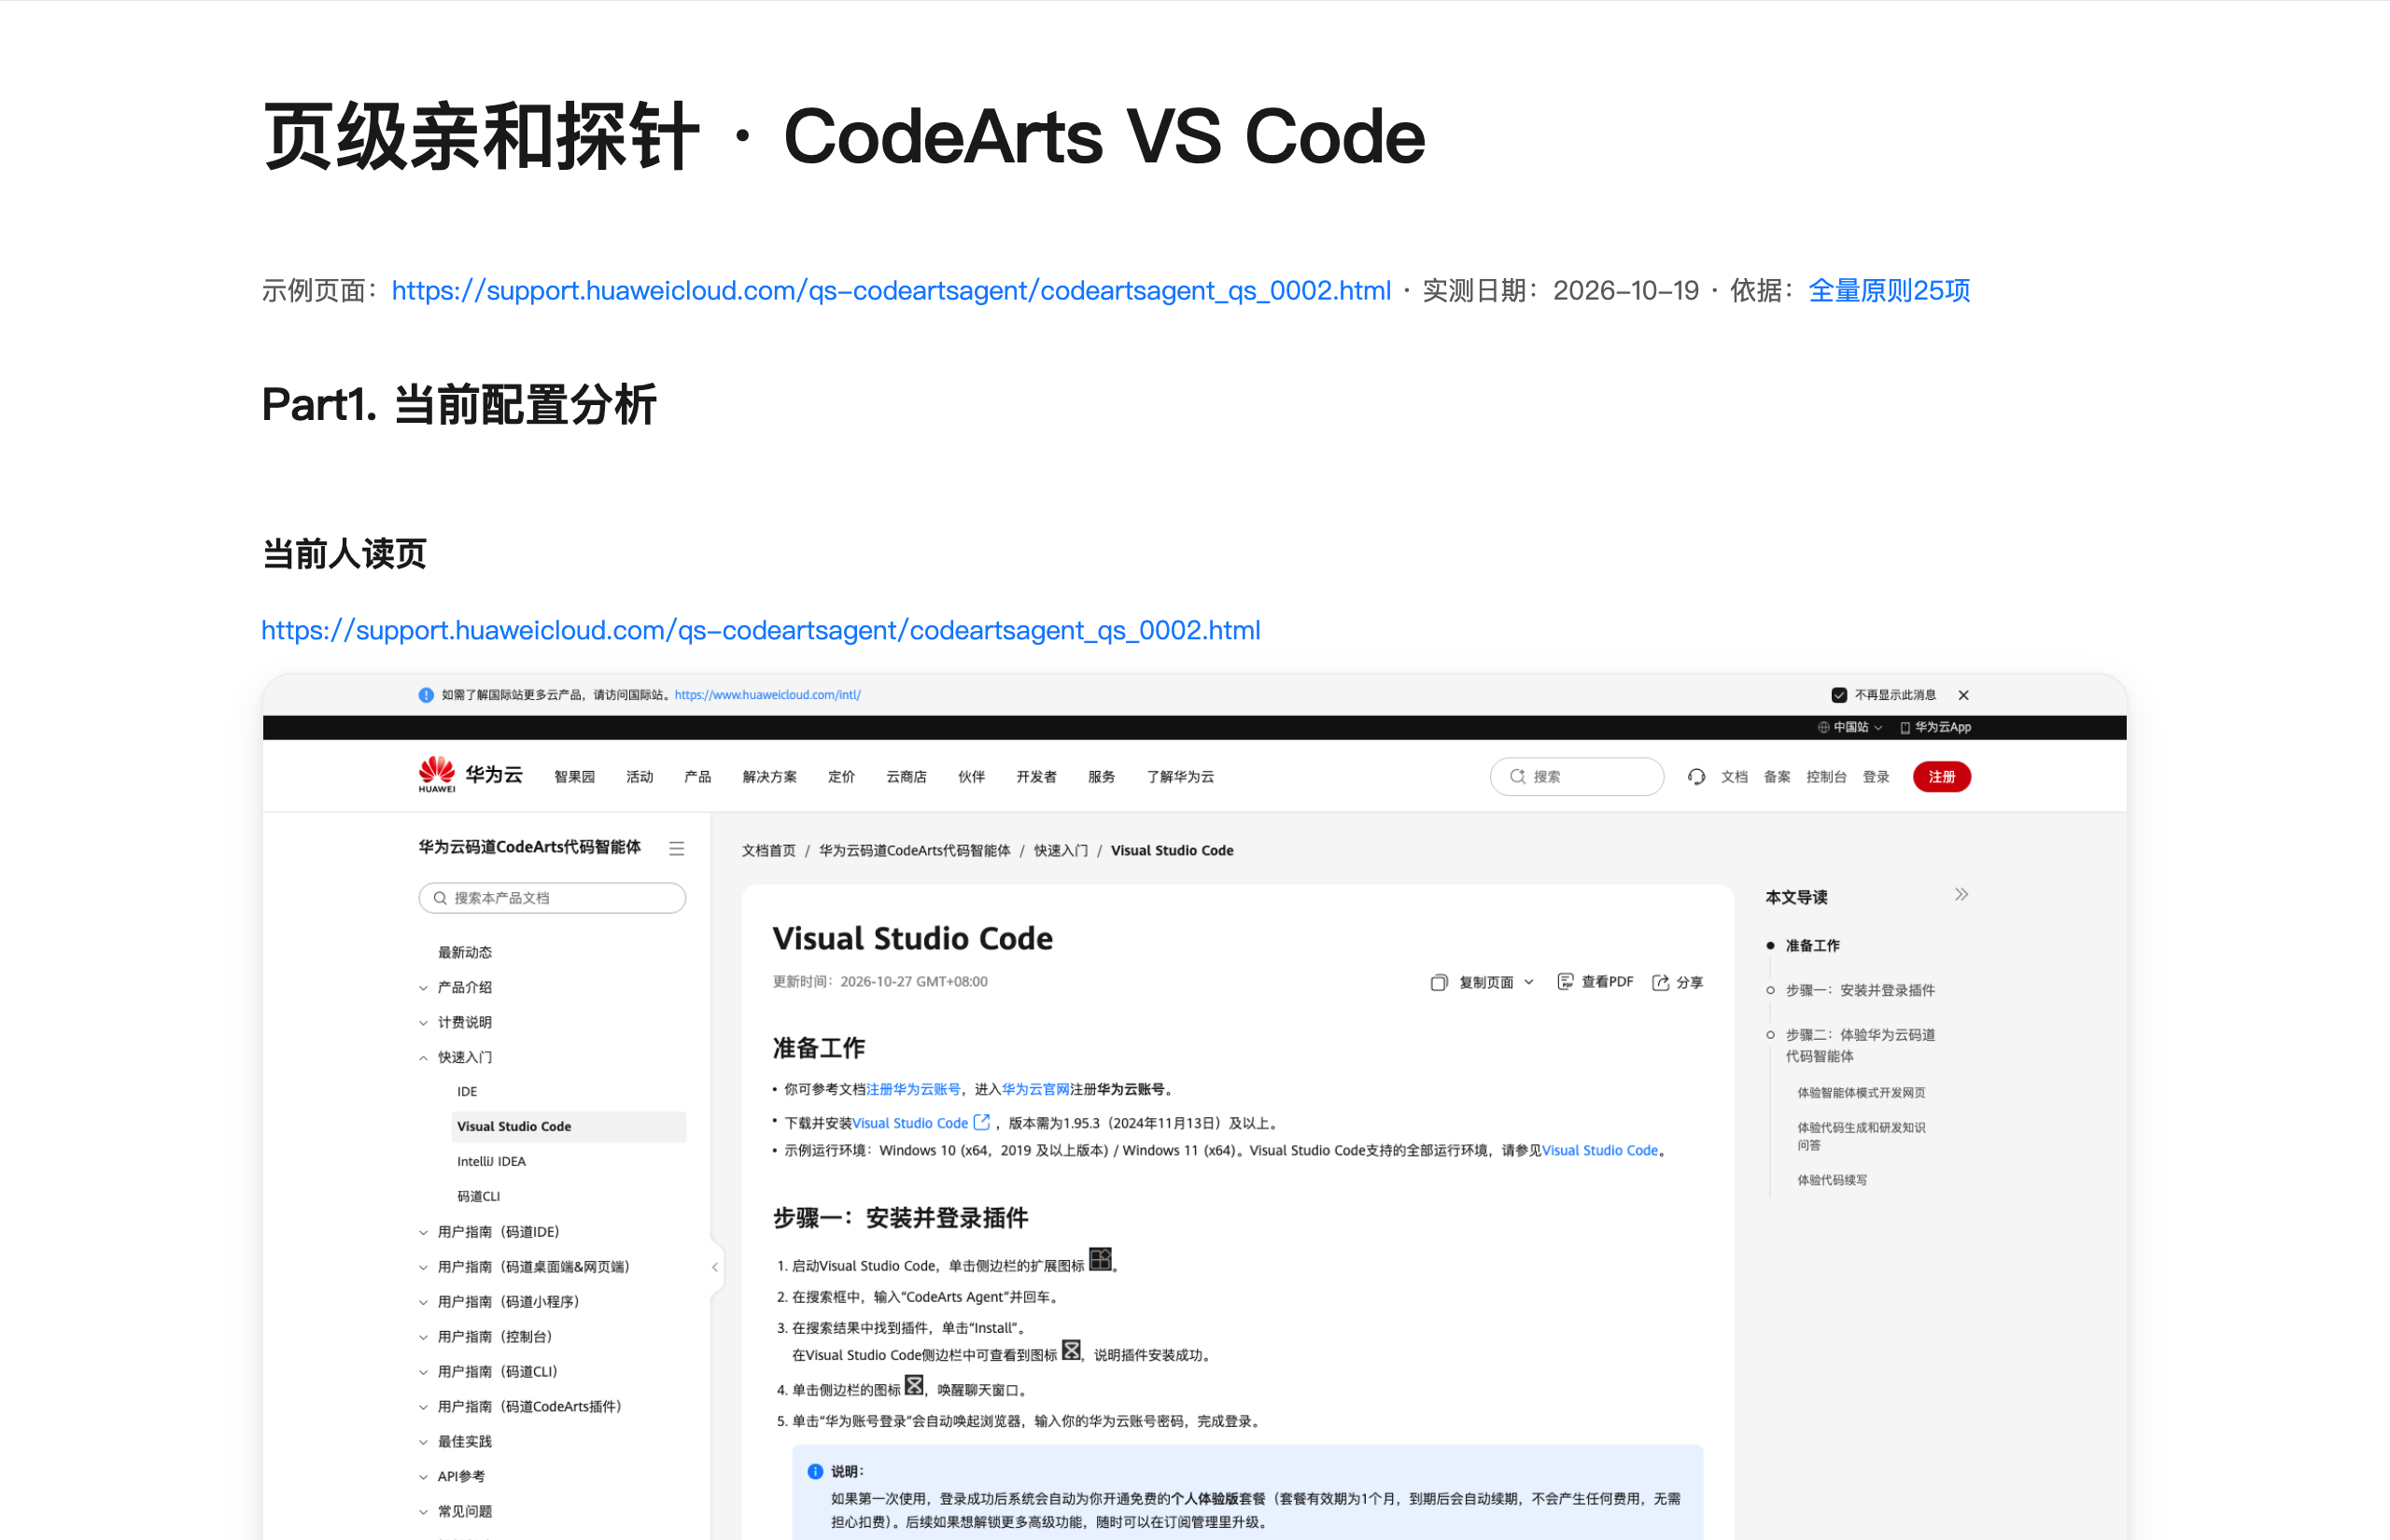 页级亲和探针 · CodeArts VS Code
示例页面：https://support.huaweicloud.com/qs-codeartsagent/codeartsagent_qs_0002.html · 实测日期：2026-10-19 · 依据：全量原则25项
Part1. 当前配置分析
当前人读页
https://support.huaweicloud.com/qs-codeartsagent/codeartsagent_qs_0002.html
如需了解国际站更多云产品，请访问国际站。https://www.huaweicloud.com/intl/
不再显示此消息
中国站 华为云App
HUAWEI 华为云 智果园 活动 产品 解决方案 定价 云商店 伙伴 开发者 服务 了解华为云 搜索 文档 备案 控制台 登录 注册
华为云码道CodeArts代码智能体
搜索本产品文档
最新动态
产品介绍
计费说明
快速入门
IDE
Visual Studio Code
IntelliJ IDEA
码道CLI
用户指南（码道IDE）
用户指南（码道桌面端&网页端）
用户指南（码道小程序）
用户指南（控制台）
用户指南（码道CLI）
用户指南（码道CodeArts插件）
最佳实践
API参考
常见问题
文档首页 / 华为云码道CodeArts代码智能体 / 快速入门 / Visual Studio Code
Visual Studio Code
更新时间：2026-10-27 GMT+08:00
复制页面 查看PDF 分享
准备工作
• 你可参考文档注册华为云账号，进入华为云官网注册华为云账号。
• 下载并安装Visual Studio Code ，版本需为1.95.3（2024年11月13日）及以上。
• 示例运行环境：Windows 10 (x64，2019 及以上版本) / Windows 11 (x64)。Visual Studio Code支持的全部运行环境，请参见Visual Studio Code。
步骤一：安装并登录插件
1. 启动Visual Studio Code，单击侧边栏的扩展图标 。
2. 在搜索框中，输入“CodeArts Agent”并回车。
3. 在搜索结果中找到插件，单击“Install”。
在Visual Studio Code侧边栏中可查看到图标 ，说明插件安装成功。
4. 单击侧边栏的图标 ，唤醒聊天窗口。
5. 单击“华为账号登录”会自动唤起浏览器，输入你的华为云账号密码，完成登录。
说明：
如果第一次使用，登录成功后系统会自动为你开通免费的个人体验版套餐（套餐有效期为1个月，到期后会自动续期，不会产生任何费用，无需
担心扣费）。后续如果想解锁更多高级功能，随时可以在订阅管理里升级。
本文导读
准备工作
步骤一：安装并登录插件
步骤二：体验华为云码道
代码智能体
体验智能体模式开发网页
体验代码生成和研发知识
问答
体验代码续写